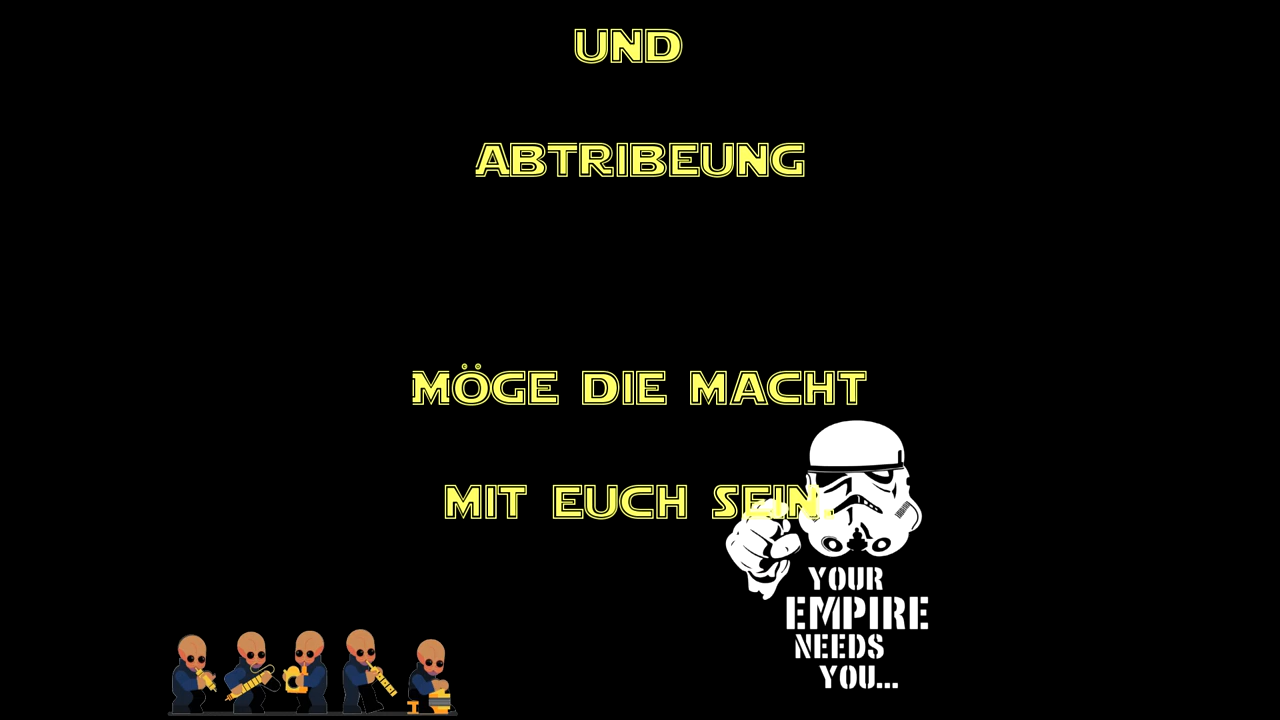 UND
ABTRIBEUNG
MÖGE DIE MACHT
MIT EUCH SEIN.
YOUR
EMPIRE
NEEDS
YOU...